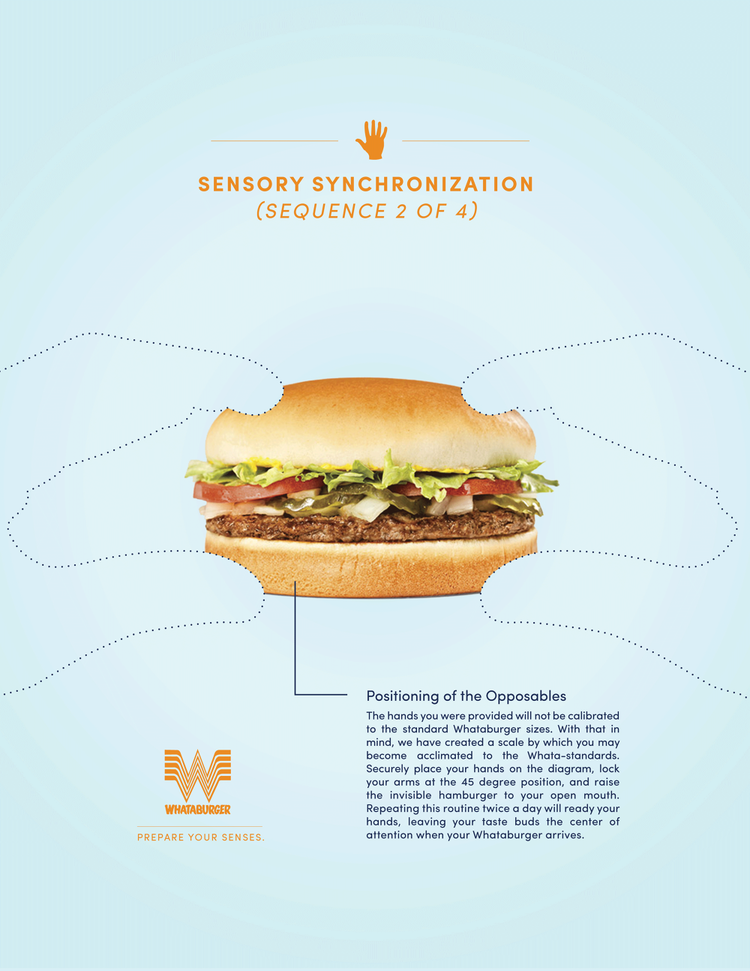 SENSORY SYNCHRONIZATION
(SEQUENCE 2 OF 4)
Positioning of the Opposables
The hands you were provided will not be calibrated
to the standard Whataburger sizes. With that in
mind, we have created a scale by which you may
become acclimated to the Whata-standards.
Securely place your hands on the diagram, lock
your arms at the 45 degree position, and raise
the invisible hamburger to your open mouth.
Repeating this routine twice a day will ready your
hands, leaving your taste buds the center of
attention when your Whataburger arrives.
WHATABURGER
PREPARE YOUR SENSES.